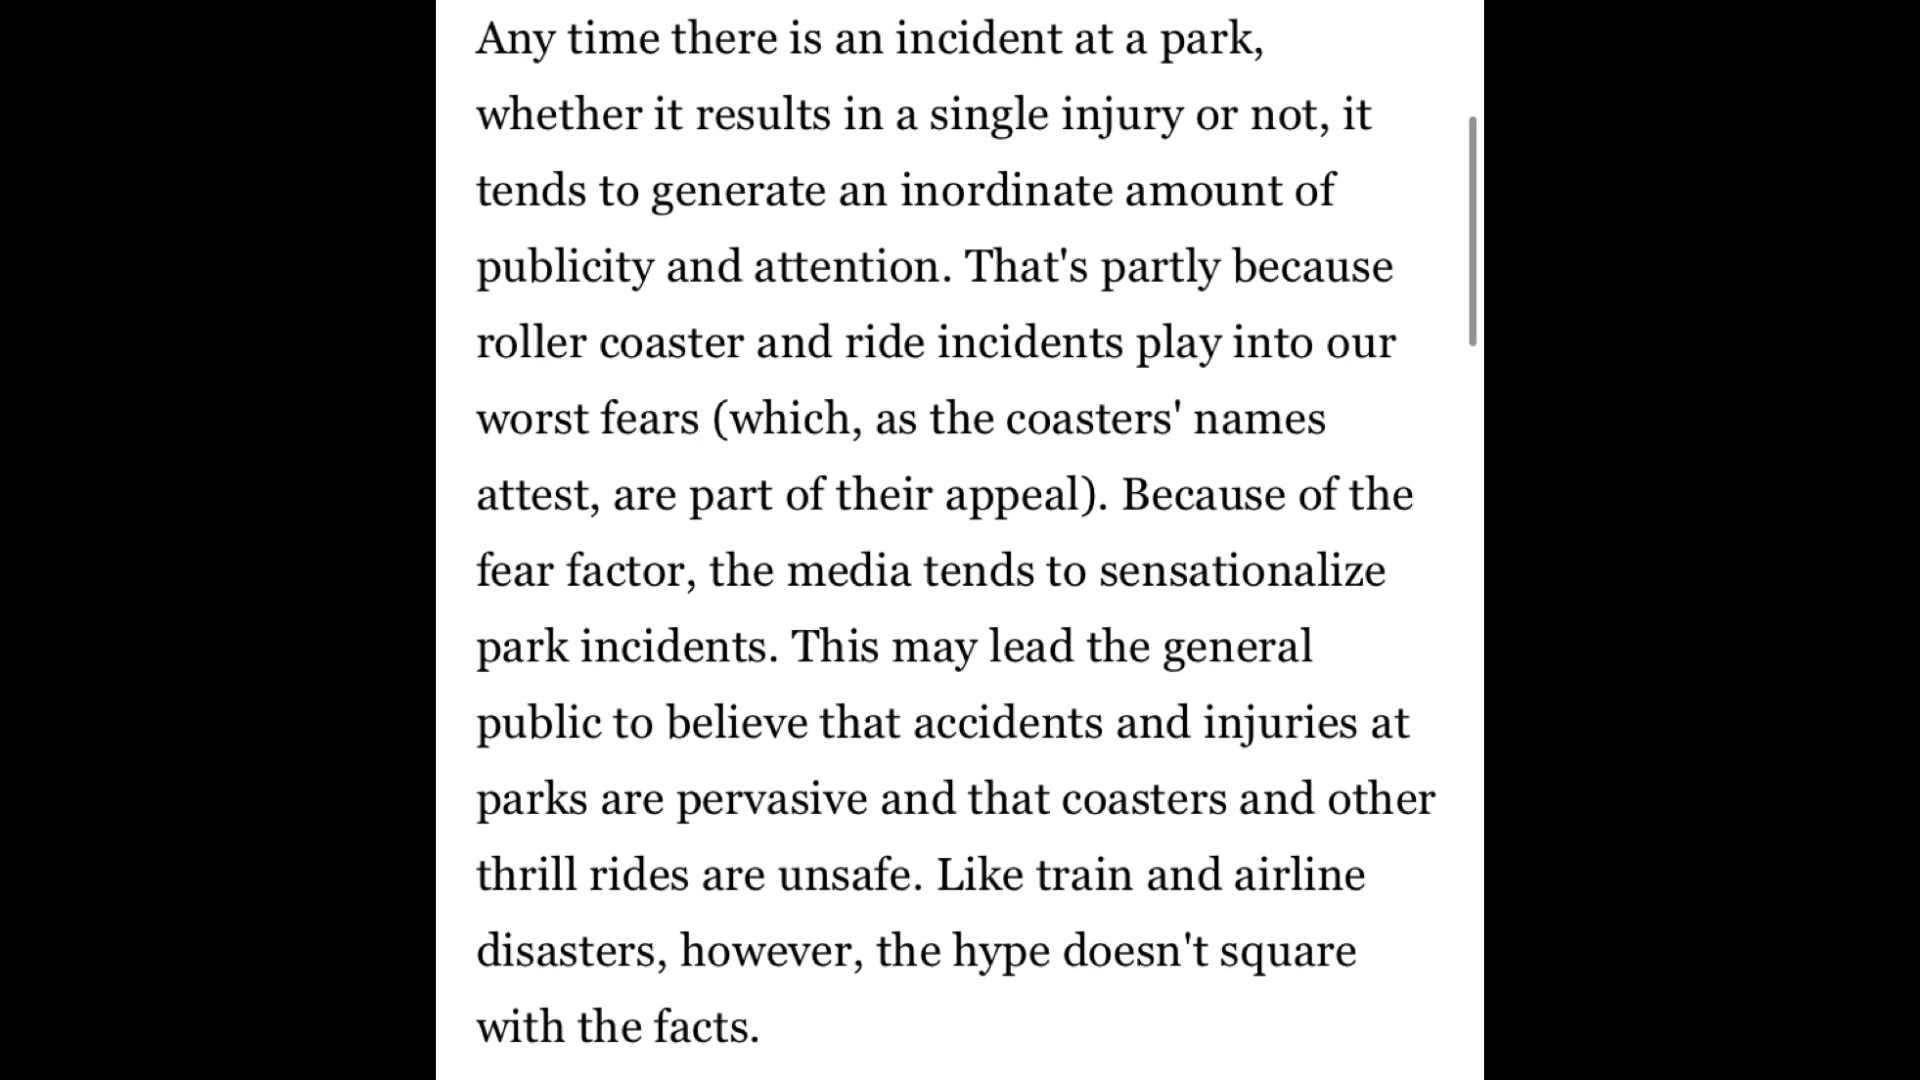 Any time there is an incident at a park,
whether it results in a single injury or not, it
tends to generate an inordinate amount of
publicity and attention. That's partly because
roller coaster and ride incidents play into our
worst fears (which, as the coasters' names
attest, are part of their appeal). Because of the
fear factor, the media tends to sensationalize
park incidents. This may lead the general
public to believe that accidents and injuries at
parks are pervasive and that coasters and other
thrill rides are unsafe. Like train and airline
disasters, however, the hype doesn't square
with the facts.